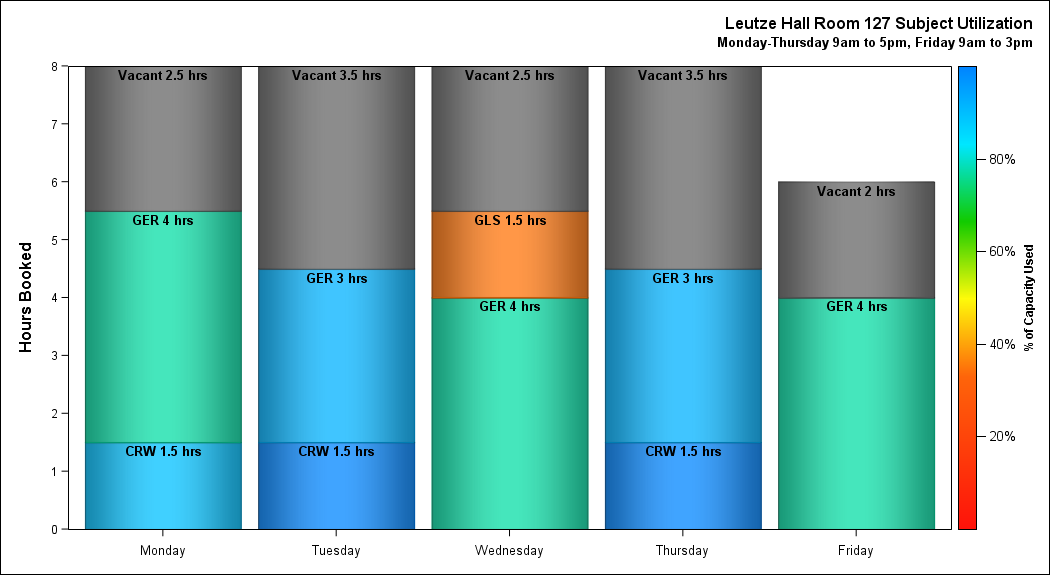 Leutze Hall Room 127 Subject Utilization
Monday-Thursday 9am to 5pm, Friday 9am to 3pm
Hours Booked
8
7
6
5
4
3
2
1
0
Vacant 2.5 hrs
GER 4 hrs
CRW 1.5 hrs
Vacant 3.5 hrs
GER 3 hrs
CRW 1.5 hrs
Vacant 2.5 hrs
GLS 1.5 hrs
GER 4 hrs
Vacant 3.5 hrs
GER 3 hrs
CRW 1.5 hrs
Vacant 2 hrs
GER 4 hrs
Monday
Tuesday
Wednesday
Thursday
Friday
80%
60%
40%
20%
% of Capacity Used